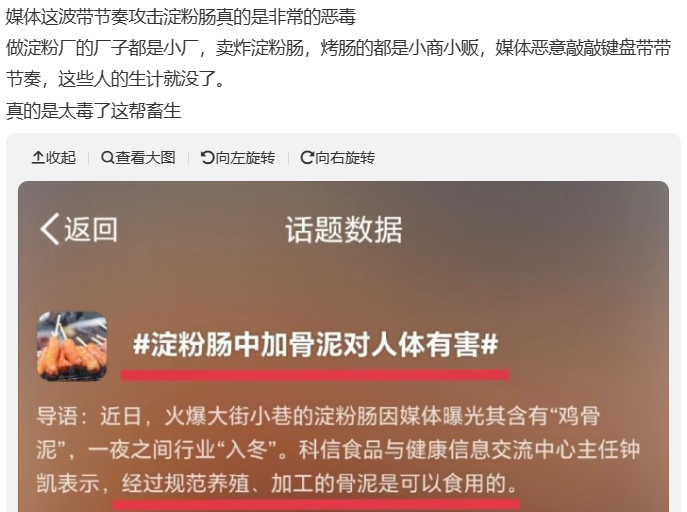 媒体这波带节奏攻击淀粉肠真的是非常的恶毒
做淀粉厂的厂子都是小厂，卖炸淀粉肠，烤肠的都是小商小贩，媒体恶意敲敲键盘带带
节奏，这些人的生计就没了。
真的是太毒了这帮畜生
收起 查看大图 向左旋转 向右旋转
返回 话题数据
#淀粉肠中加骨泥对人体有害#
导语：近日，火爆大街小巷的淀粉肠因媒体曝光其含有“鸡骨
泥”，一夜之间行业“入冬”。科信食品与健康信息交流中心主任钟
凯表示，经过规范养殖、加工的骨泥是可以食用的。